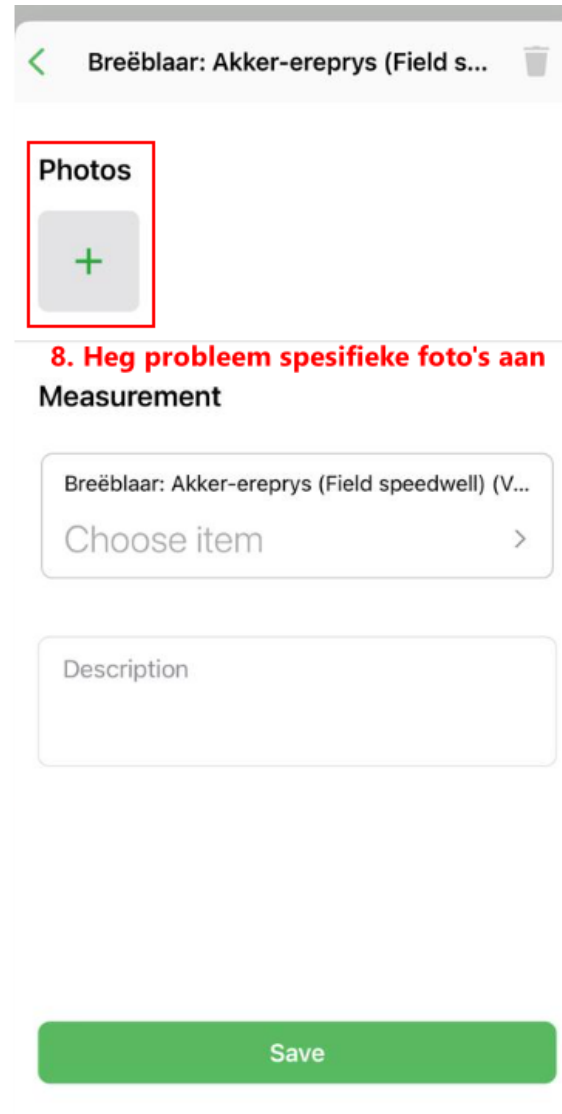 Breëblaar: Akker-ereprys (Field s...
Photos
8. Heg probleem spesifieke foto's aan
Measurement
Breëblaar: Akker-ereprys (Field speedwell) (V...
Choose item
Description
Save